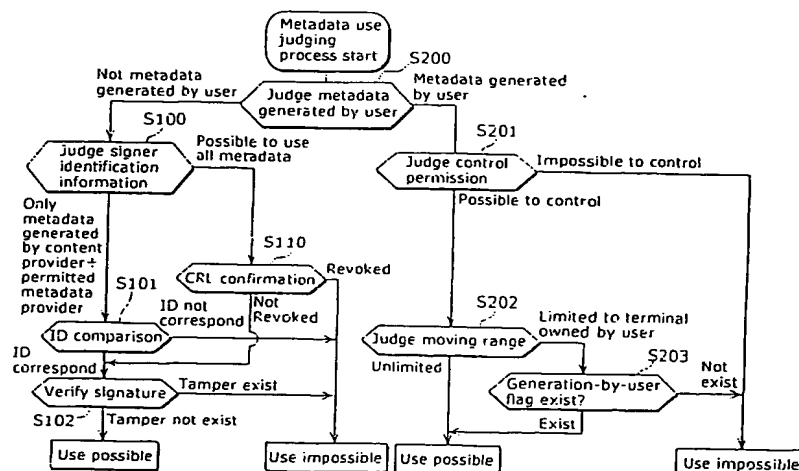 Metadata use
judging
process start
S200
Not metadata
generated by user
Metadata generated
by user
Judge metadata
generated by user
S100
Judge signer
identification
information
Possible to use
all metadata
S201
Judge control
permission
Impossible to control
Possible to control
Only
metadata
generated
by content
provider÷
permitted
metadata
provider
S110
CRL confirmation
Revoked
Not
Revoked
S101
ID not
correspond
ID comparison
S202
Judge moving range
Limited to terminal
owned by user
Unlimited
S203
Generation-by-user
flag exist?
Not
exist
Exist
ID
correspond
Verify signature
Tamper exist
S102
Tamper not exist
Use possible
Use impossible
Use possible
Use impossible